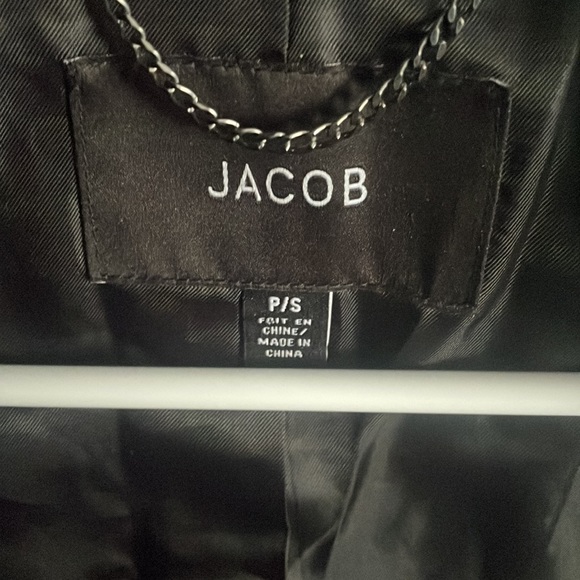 JACOB
P/S
FAIT EN
CHINE/
MADE IN
CHINA